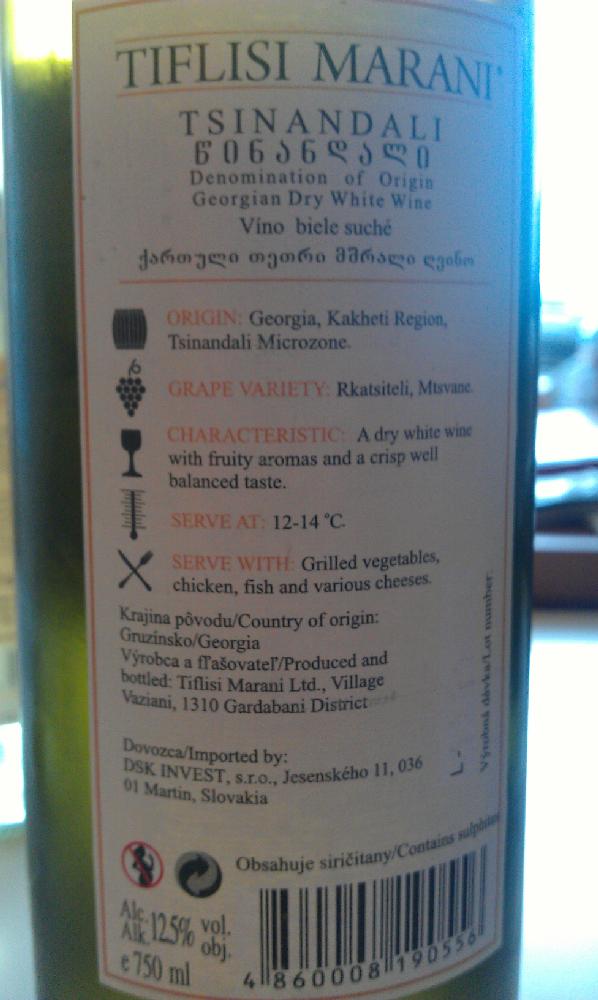 TIFLISI MARANI
TSINANDALI
წინანდალი
Denomination of Origin
Georgian Dry White Wine
Víno biele suché
ქართული თეთრი მშრალი ღვინო
ORIGIN: Georgia, Kakheti Region,
Tsinandali Microzone.
GRAPE VARIETY: Rkatsiteli, Mtsvane.
CHARACTERISTIC: A dry white wine
with fruity aromas and a crisp well
balanced taste.
SERVE AT: 12-14 °C.
SERVE WITH: Grilled vegetables,
chicken, fish and various cheeses.
Krajina pôvodu/Country of origin:
Gruzínsko/Georgia
Výrobca a fľašovateľ/Produced and
bottled: Tiflisi Marani Ltd., Village
Vaziani, 1310 Gardabani District
Dovozca/Imported by:
DSK INVEST, s.r.o., Jesenského 11, 036
01 Martin, Slovakia
L-
Výrobná dávka/Lot number:
Obsahuje siričitany/Contains sulphites
Alc. 12.5% vol.
Alk. obj.
e 750 ml
4 860008 190556